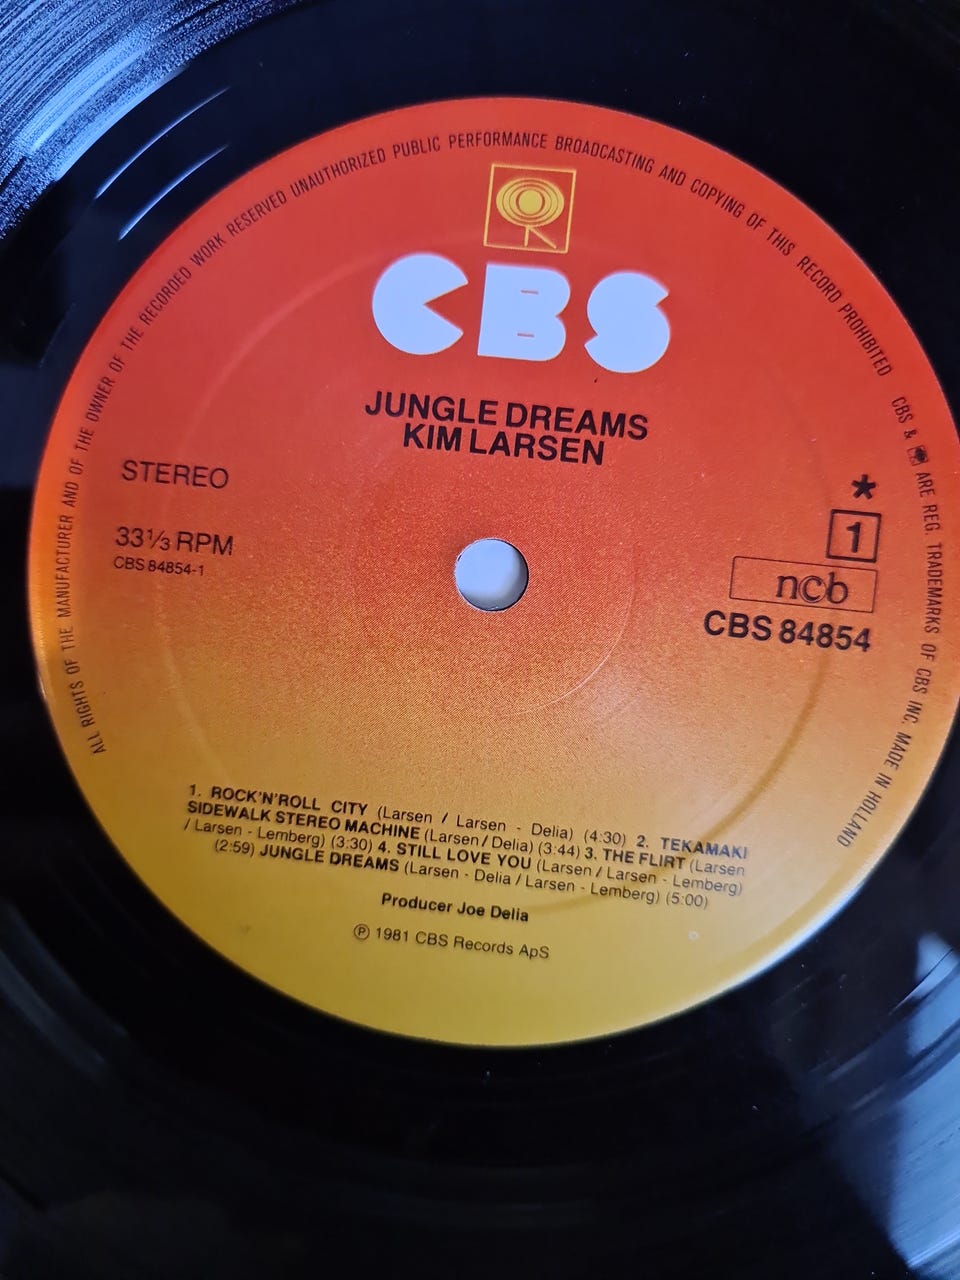 ALL RIGHTS OF THE MANUFACTURER AND OF THE OWNER OF THE RECORDED WORK RESERVED UNAUTHORIZED PUBLIC PERFORMANCE BROADCASTING AND COPYING OF THIS RECORD PROHIBITED CBS & ARE REG. TRADEMARKS OF CBS INC. MADE IN HOLLAND
CBS
JUNGLE DREAMS
KIM LARSEN
STEREO
33⅓ RPM
CBS 84854-1
*
1
ncb
CBS 84854
1. ROCK'N'ROLL CITY (Larsen / Larsen - Delia) (4:30) 2. TEKAMAKI
SIDEWALK STEREO MACHINE (Larsen / Delia) (3:44) 3. THE FLIRT (Larsen
/ Larsen - Lemberg) (3:30) 4. STILL LOVE YOU (Larsen / Larsen - Lemberg)
(2:59) JUNGLE DREAMS (Larsen - Delia / Larsen - Lemberg) (5:00)
Producer Joe Delia
℗ 1981 CBS Records ApS